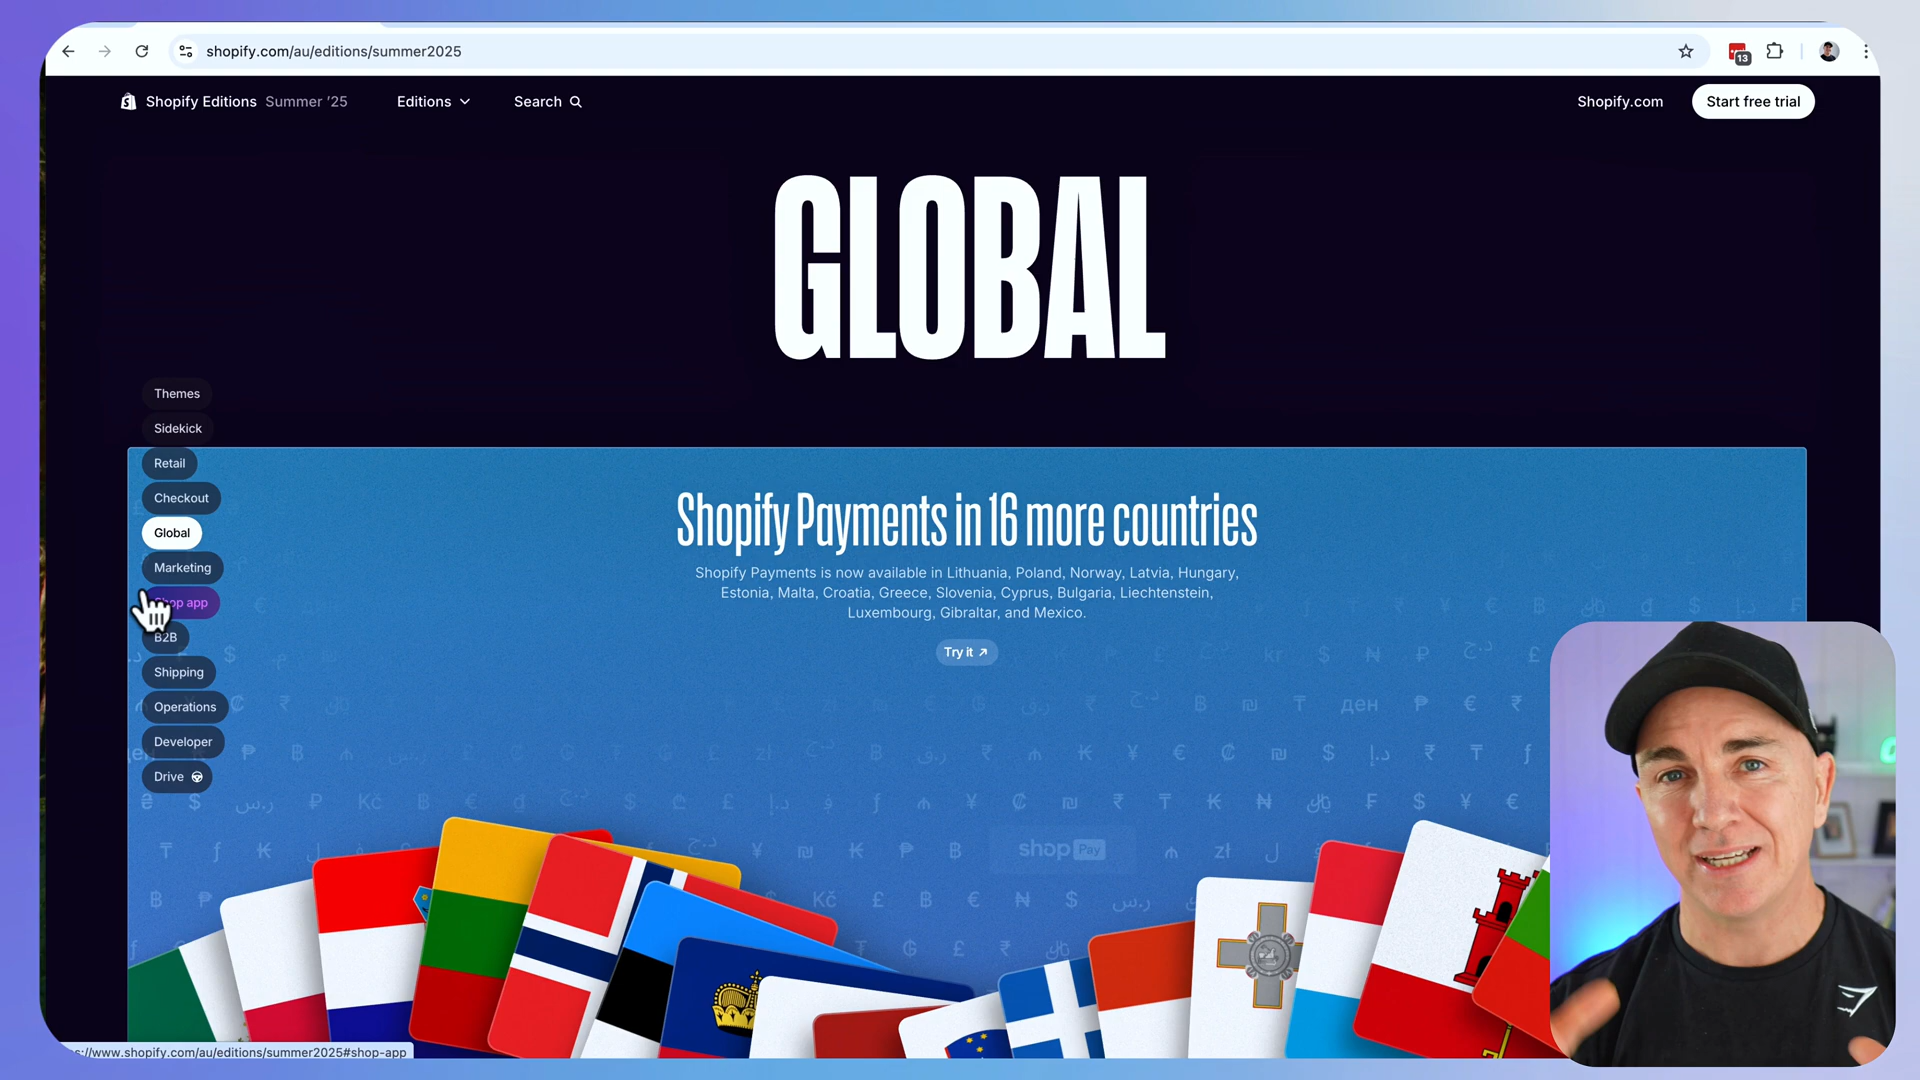 shopify.com/au/editions/summer2025
13
Shopify Editions Summer '25
Editions
Search
Shopify.com
Start free trial
GLOBAL
Themes
Sidekick
Retail
Checkout
Global
Marketing
Shop app
B2B
Shipping
Operations
Developer
Drive
Shopify Payments in 16 more countries
Shopify Payments is now available in Lithuania, Poland, Norway, Latvia, Hungary,
Estonia, Malta, Croatia, Greece, Slovenia, Cyprus, Bulgaria, Liechtenstein,
Luxembourg, Gibraltar, and Mexico.
Try it
shop Pay
s://www.shopify.com/au/editions/summer2025#shop-app